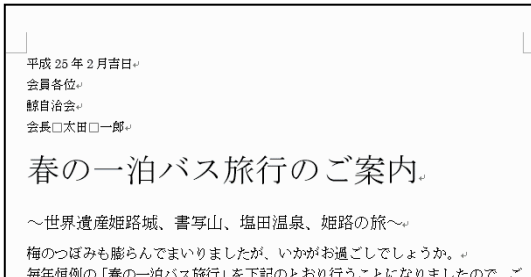 平成 25 年 2 月吉日
会員各位
鯨自治会
会長□太田□一郎
春の一泊バス旅行のご案内
～世界遺産姫路城、書写山、塩田温泉、姫路の旅～
梅のつぼみも膨らんでまいりましたが、いかがお過ごしでしょうか。
毎年恒例の「春の一泊バス旅行」を下記のとおり行うことになりましたので、ご